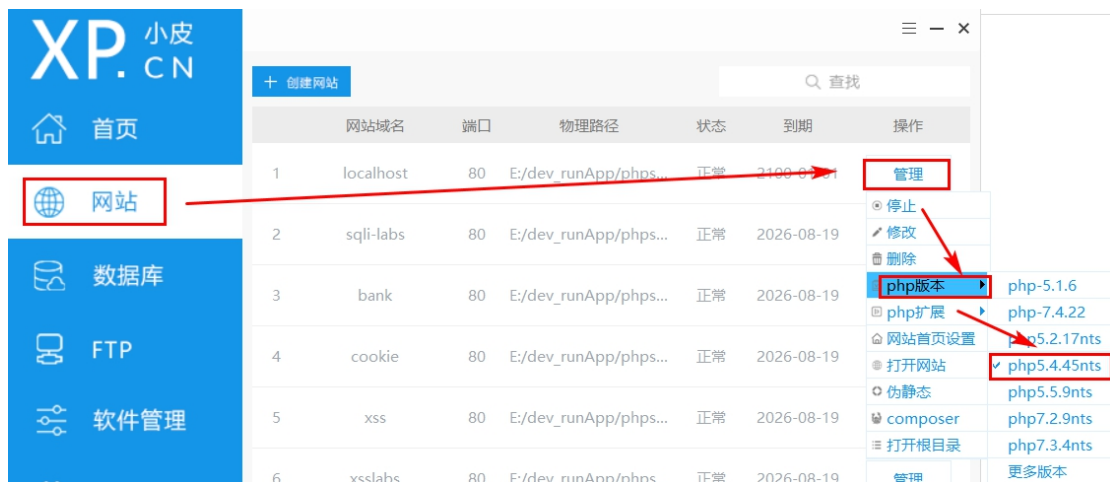 XP.小皮
CN
首页
网站
数据库
FTP
软件管理
+ 创建网站
查找
网站域名 端口 物理路径 状态 到期 操作
1 localhost 80 E:/dev_runApp/phps... 正常 2100-01-01 管理
2 sqli-labs 80 E:/dev_runApp/phps... 正常 2026-08-19
3 bank 80 E:/dev_runApp/phps... 正常 2026-08-19
4 cookie 80 E:/dev_runApp/phps... 正常 2026-08-19
5 xss 80 E:/dev_runApp/phps... 正常 2026-08-19
6 xsslabs 80 E:/dev_runApp/phps... 正常 2026-08-19 管理
停止
修改
删除
php版本
php扩展
网站首页设置
打开网站
伪静态
composer
打开根目录
php-5.1.6
php-7.4.22
php5.2.17nts
php5.4.45nts
php5.5.9nts
php7.2.9nts
php7.3.4nts
更多版本